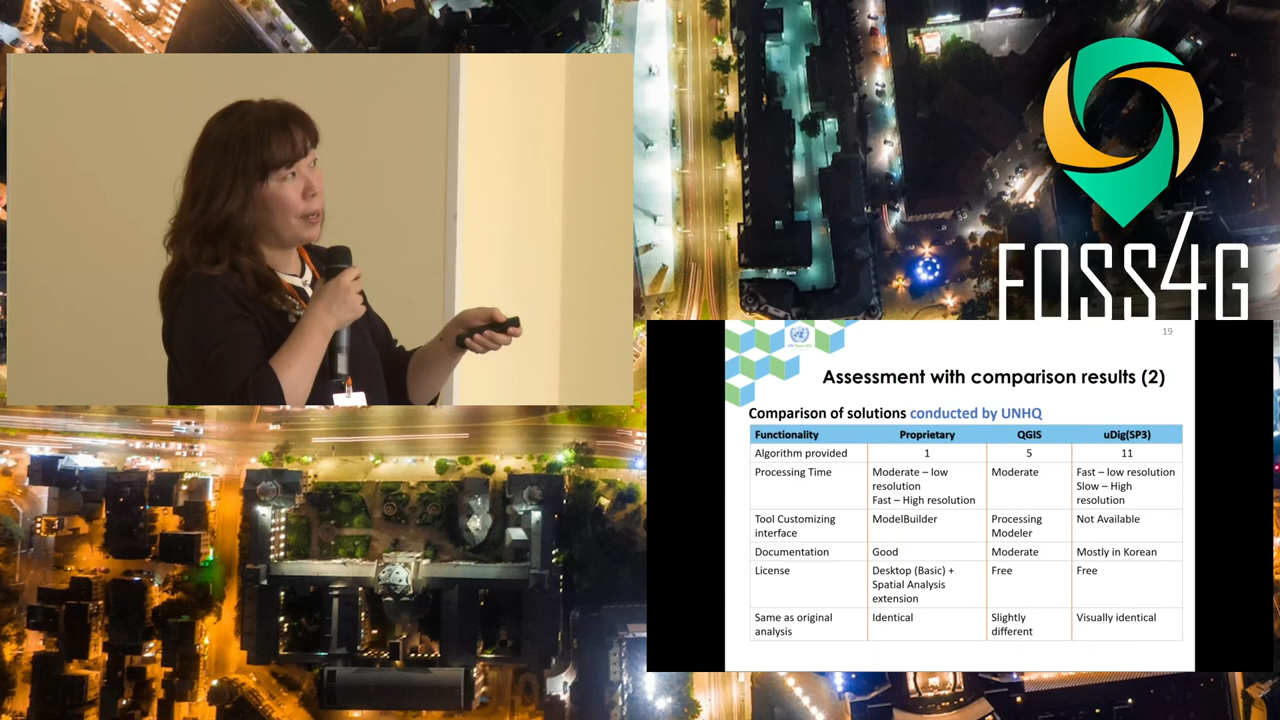 FOSS4G
19
UN Open GIS
Assessment with comparison results (2)
Comparison of solutions conducted by UNHQ
Functionality Proprietary QGIS uDig(SP3)
Algorithm provided 1 5 11
Processing Time Moderate – low resolution Fast – High resolution Moderate Fast – low resolution Slow – High resolution
Tool Customizing interface ModelBuilder Processing Modeler Not Available
Documentation Good Moderate Mostly in Korean
License Desktop (Basic) + Spatial Analysis extension Free Free
Same as original analysis Identical Slightly different Visually identical